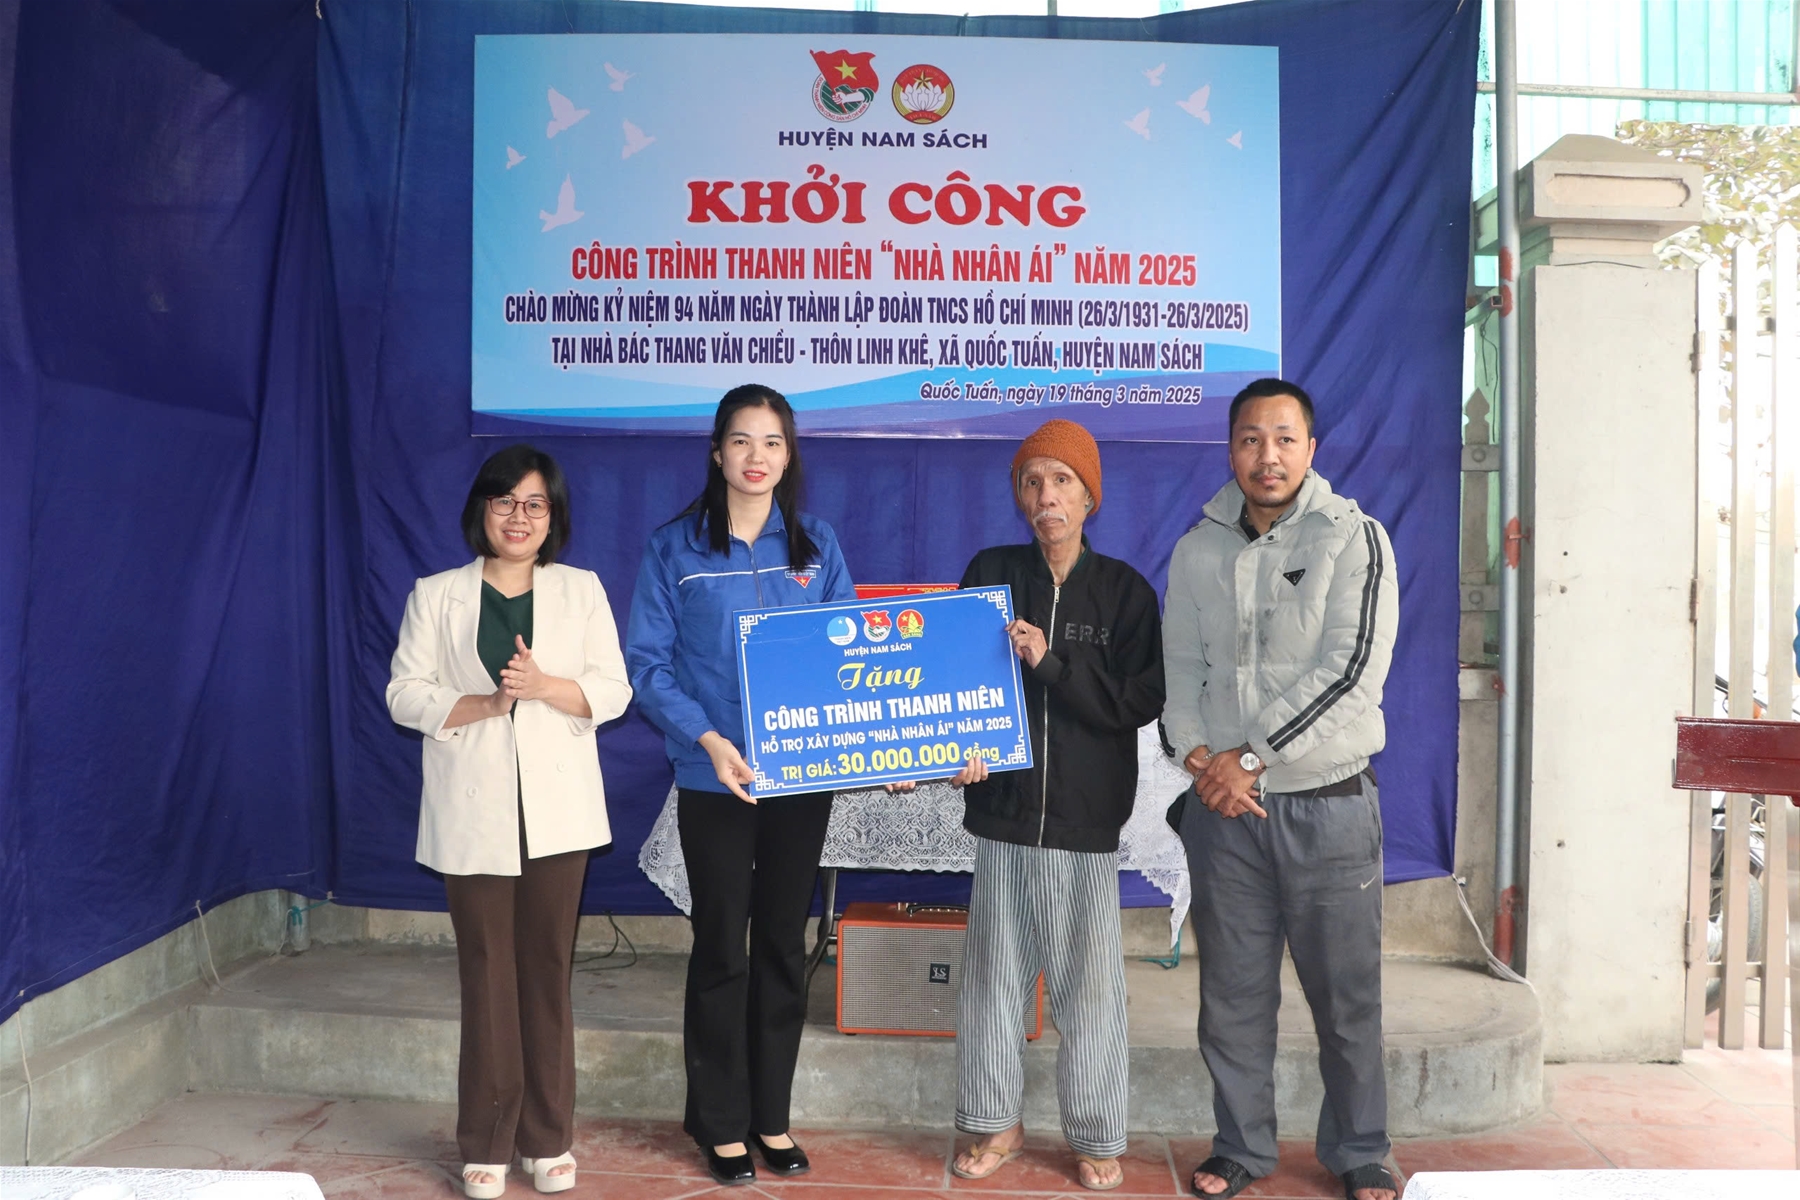 HUYỆN NAM SÁCH
KHỞI CÔNG
CÔNG TRÌNH THANH NIÊN “NHÀ NHÂN ÁI” NĂM 2025
CHÀO MỪNG KỶ NIỆM 94 NĂM NGÀY THÀNH LẬP ĐOÀN TNCS HỒ CHÍ MINH (26/3/1931-26/3/2025)
TẠI NHÀ BÁC THANG VĂN CHIỀU - THÔN LINH KHÊ, XÃ QUỐC TUẤN, HUYỆN NAM SÁCH
Quốc Tuấn, ngày 19 tháng 3 năm 2025
HUYỆN NAM SÁCH
Tặng
CÔNG TRÌNH THANH NIÊN
HỖ TRỢ XÂY DỰNG “NHÀ NHÂN ÁI” NĂM 2025
TRỊ GIÁ: 30.000.000 đồng
ERR